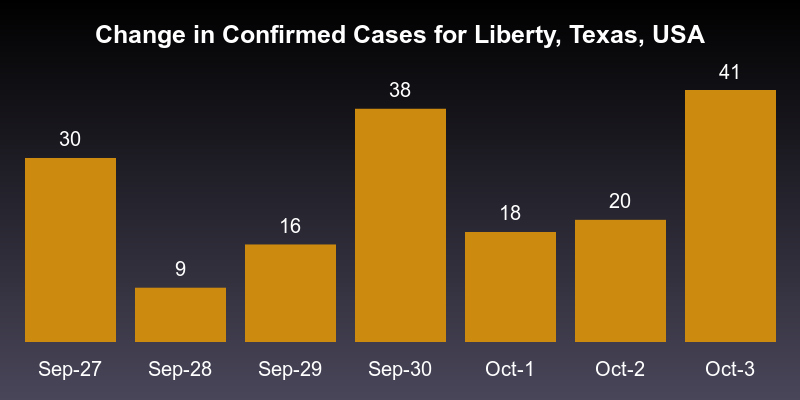 Change in Confirmed Cases for Liberty, Texas, USA
30
9
16
38
18
20
41
Sep-27
Sep-28
Sep-29
Sep-30
Oct-1
Oct-2
Oct-3